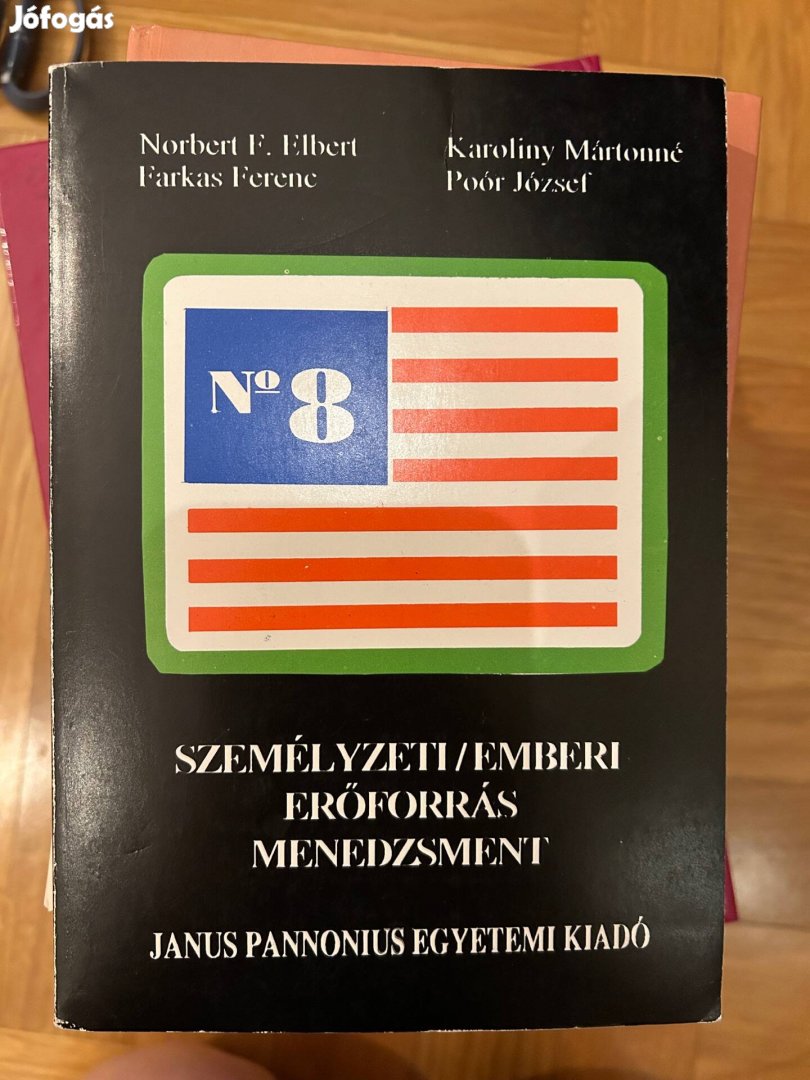 Jófogás
Norbert F. Elbert
Farkas Ferenc
Karoliny Mártonné
Poór József
Nº 8
SZEMÉLYZETI / EMBERI
ERŐFORRÁS
MENEDZSMENT
JANUS PANNONIUS EGYETEMI KIADÓ